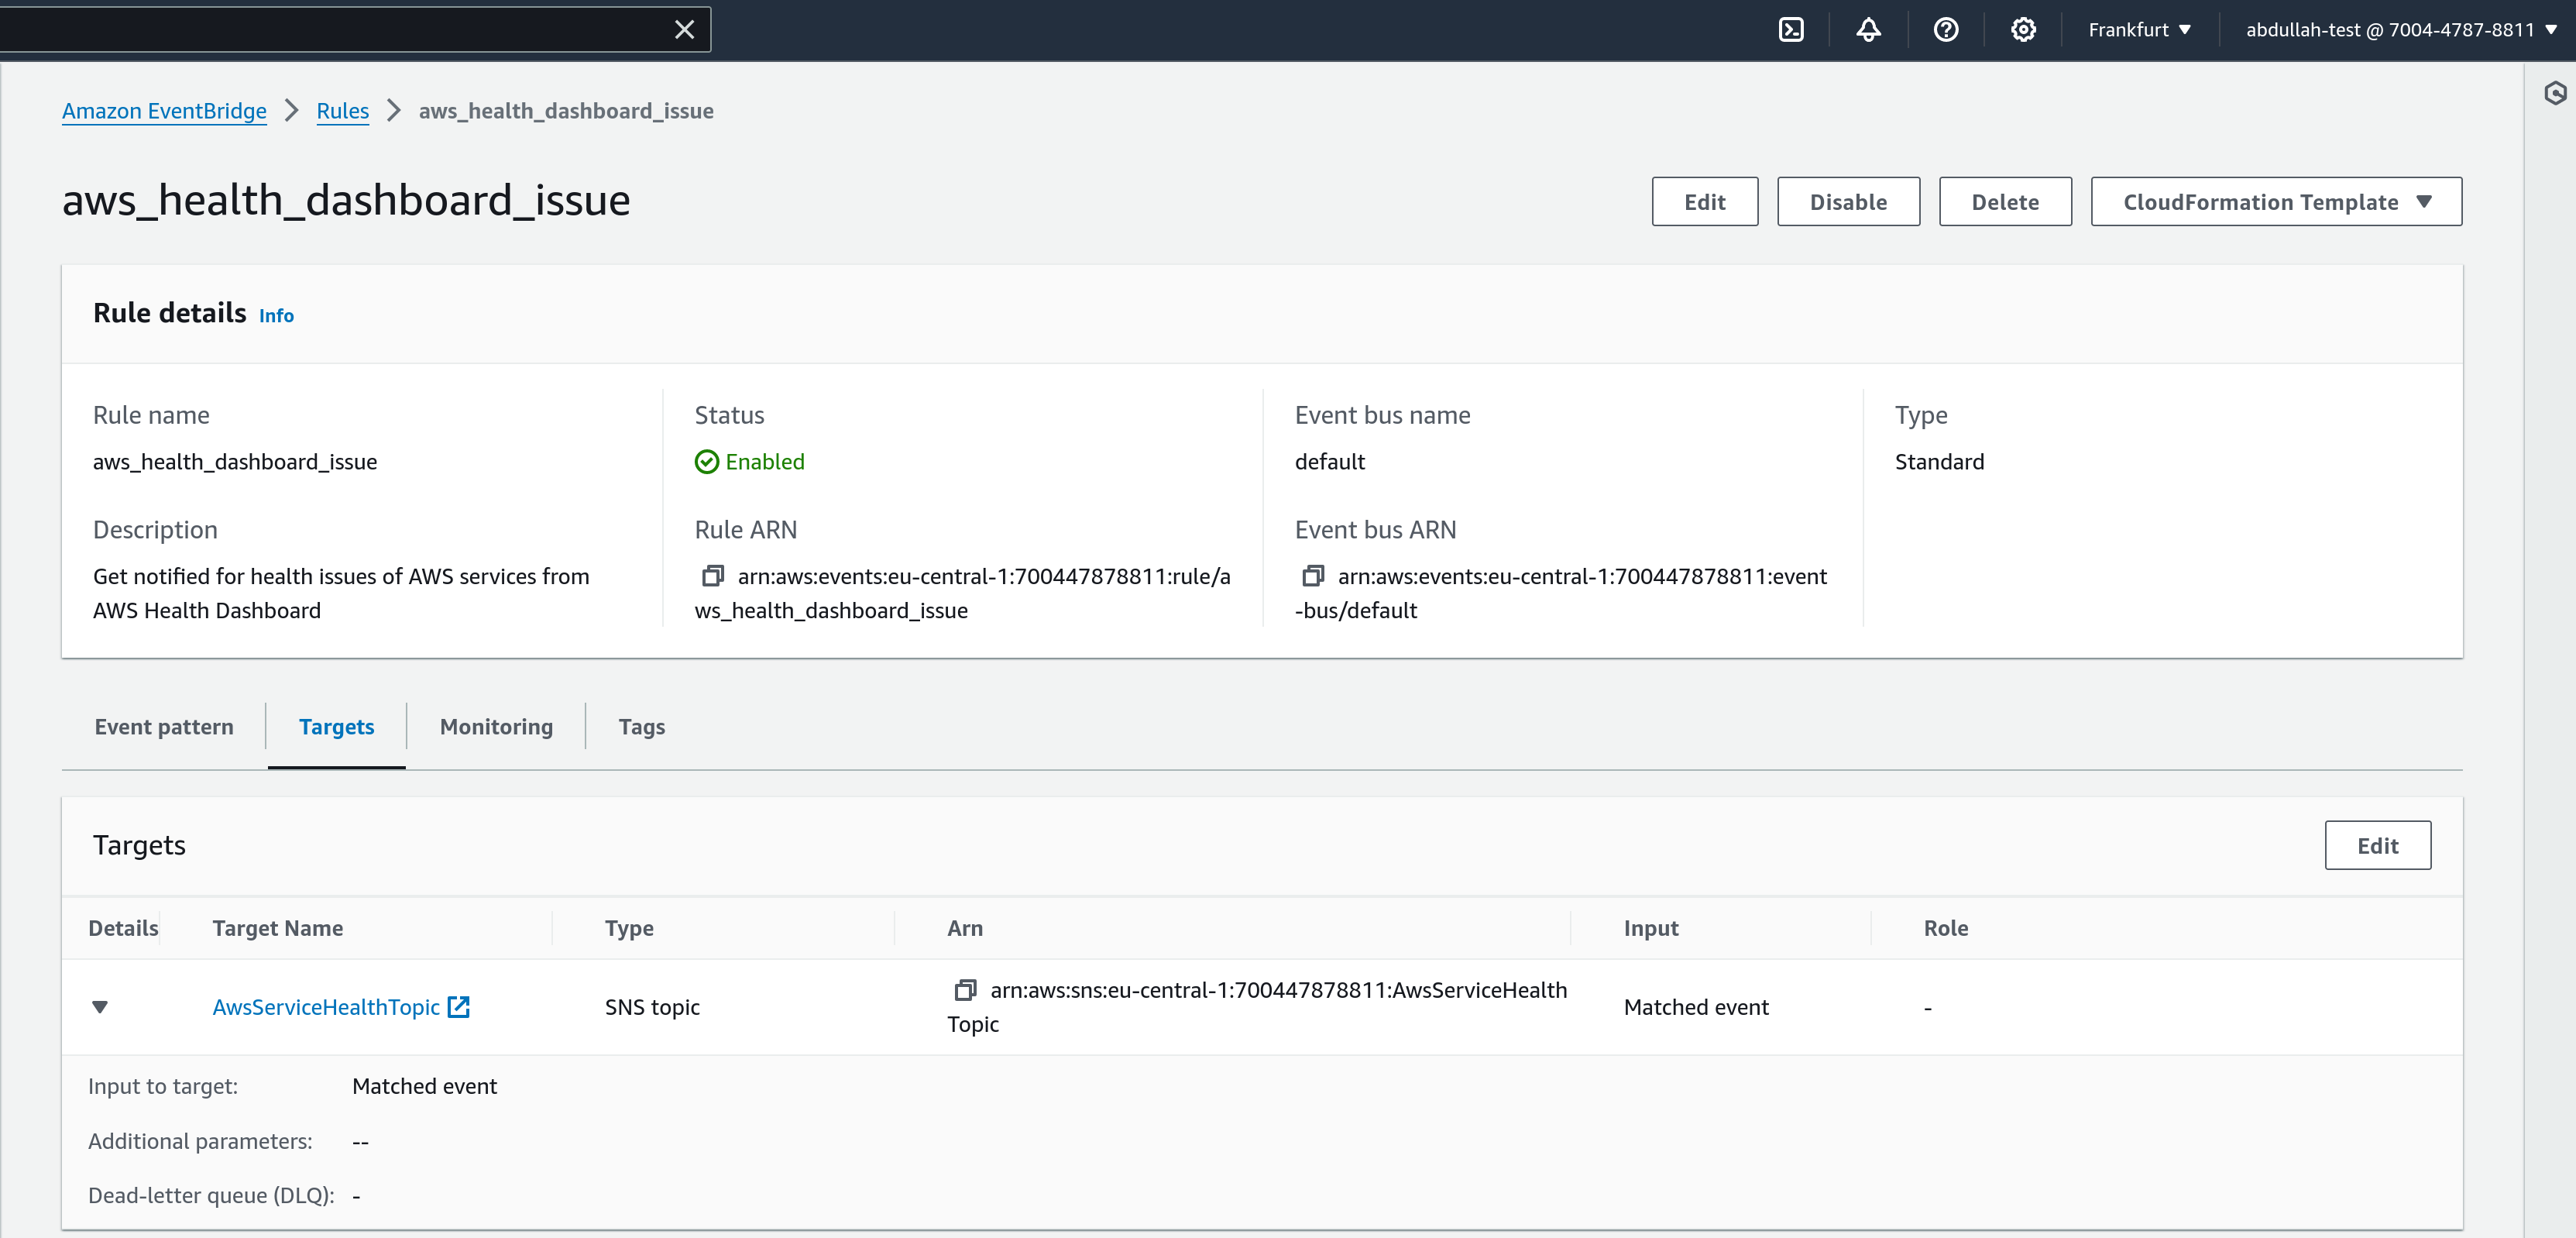 Frankfurt
abdullah-test @ 7004-4787-8811
Amazon EventBridge
Rules
aws_health_dashboard_issue
aws_health_dashboard_issue
Edit
Disable
Delete
CloudFormation Template
Rule details
Info
Rule name
aws_health_dashboard_issue
Status
Enabled
Event bus name
default
Type
Standard
Description
Get notified for health issues of AWS services from
AWS Health Dashboard
Rule ARN
arn:aws:events:eu-central-1:700447878811:rule/a
ws_health_dashboard_issue
Event bus ARN
arn:aws:events:eu-central-1:700447878811:event
-bus/default
Event pattern
Targets
Monitoring
Tags
Targets
Edit
Details
Target Name
Type
Arn
Input
Role
AwsServiceHealthTopic
SNS topic
arn:aws:sns:eu-central-1:700447878811:AwsServiceHealth
Topic
Matched event
-
Input to target:
Matched event
Additional parameters:
--
Dead-letter queue (DLQ):
-